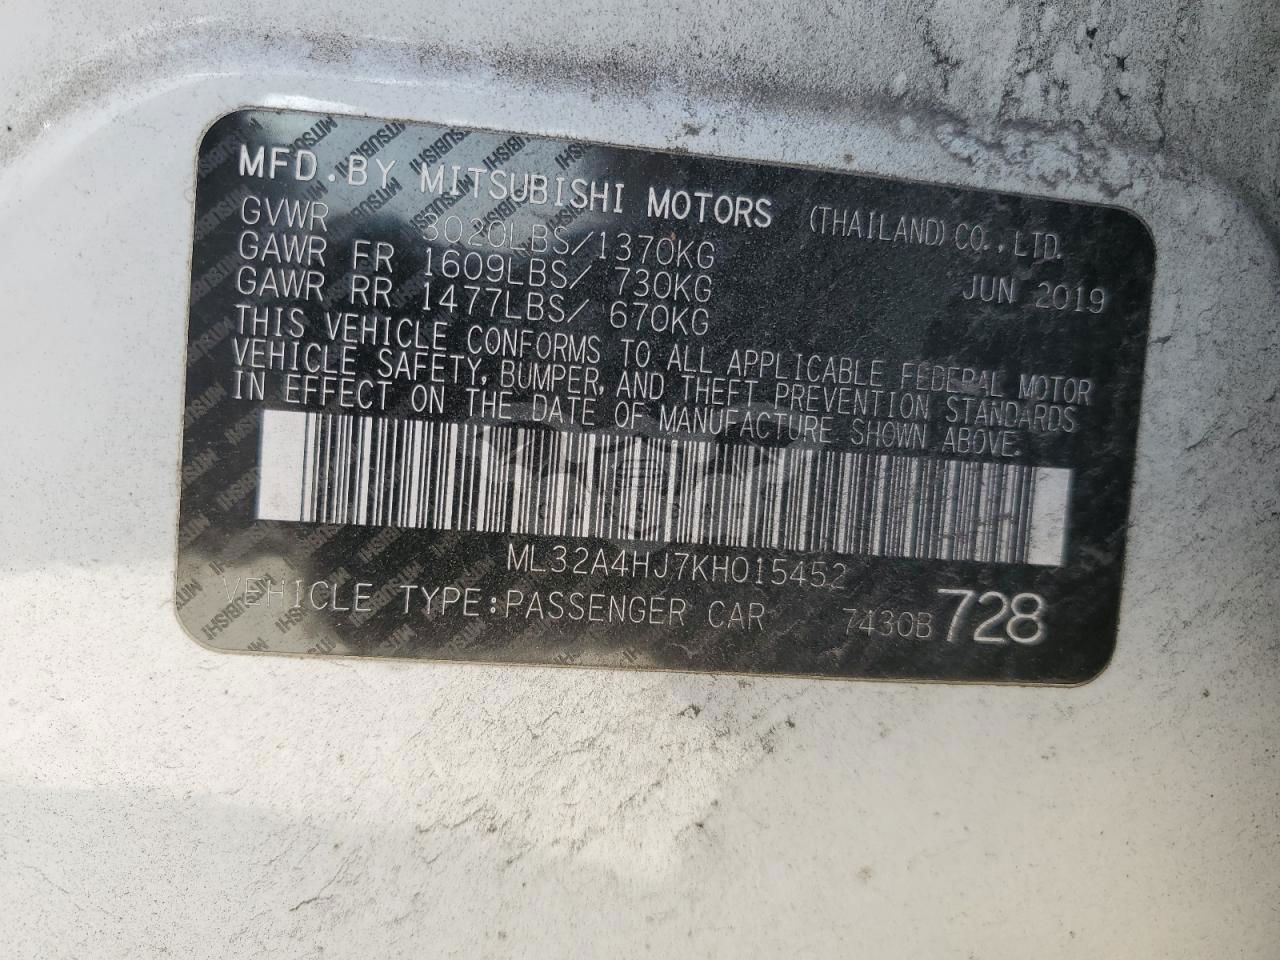 MFD. BY MITSUBISHI MOTORS (THAILAND) CO., LTD.
GVWR 3020LBS/1370KG
GAWR FR 1609LBS/ 730KG JUN 2019
GAWR RR 1477LBS/ 670KG
THIS VEHICLE CONFORMS TO ALL APPLICABLE FEDERAL MOTOR
VEHICLE SAFETY, BUMPER, AND THEFT PREVENTION STANDARDS
IN EFFECT ON THE DATE OF MANUFACTURE SHOWN ABOVE.
ML32A4HJ7KH015452
VEHICLE TYPE:PASSENGER CAR 7430B 728